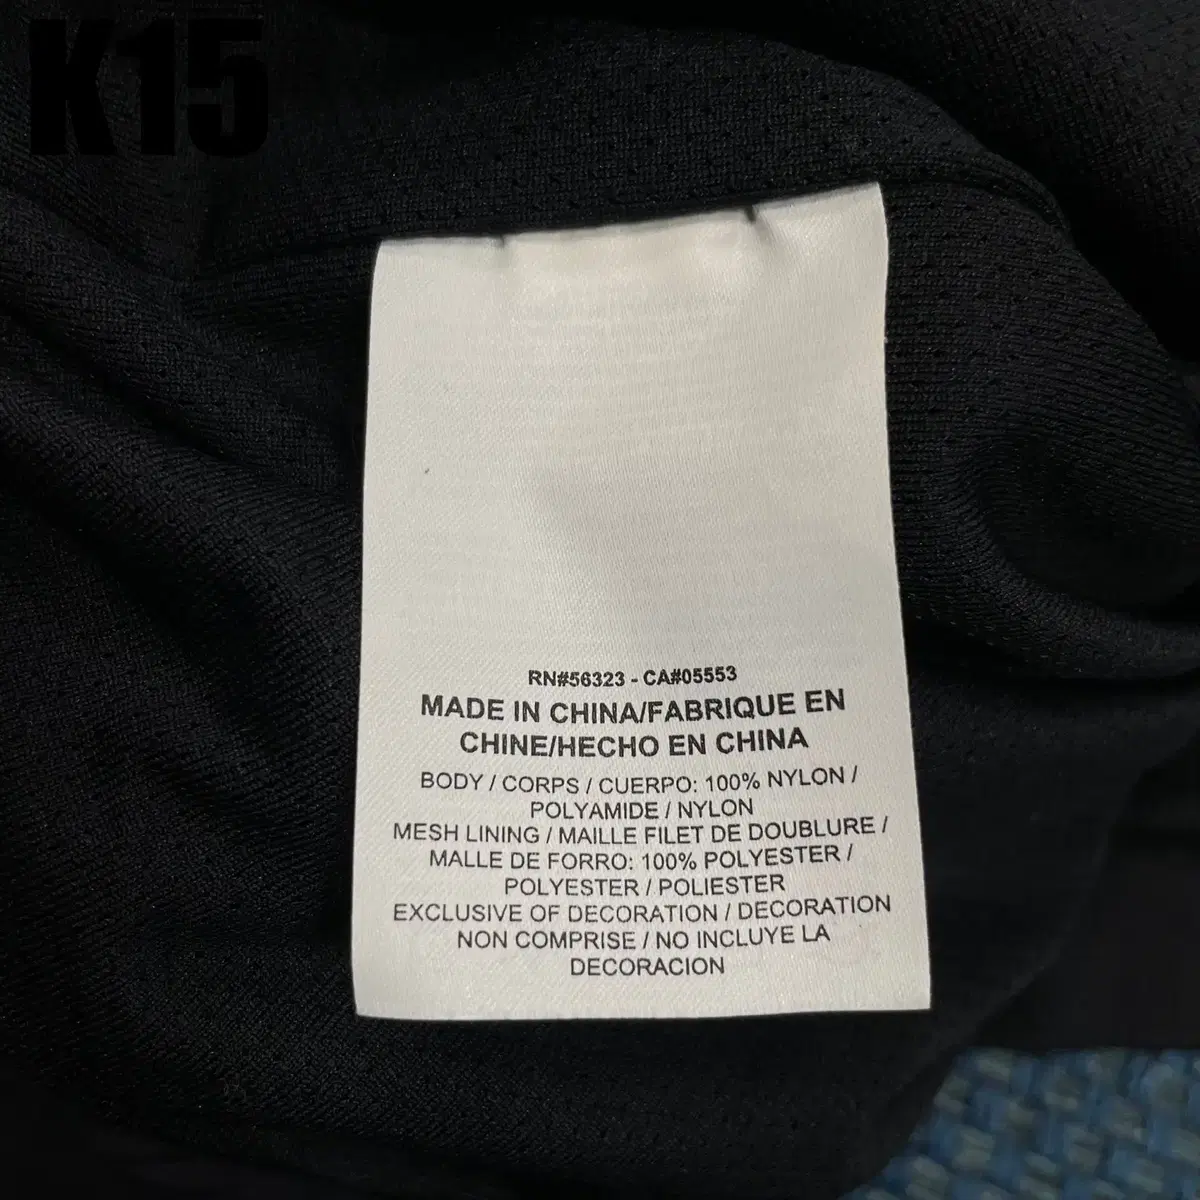 K15
RN#56323 - CA#05553
MADE IN CHINA/FABRIQUE EN
CHINE/HECHO EN CHINA
BODY / CORPS / CUERPO: 100% NYLON /
POLYAMIDE / NYLON
MESH LINING / MAILLE FILET DE DOUBLURE /
MALLE DE FORRO: 100% POLYESTER /
POLYESTER / POLIESTER
EXCLUSIVE OF DECORATION / DECORATION
NON COMPRISE / NO INCLUYE LA
DECORACION